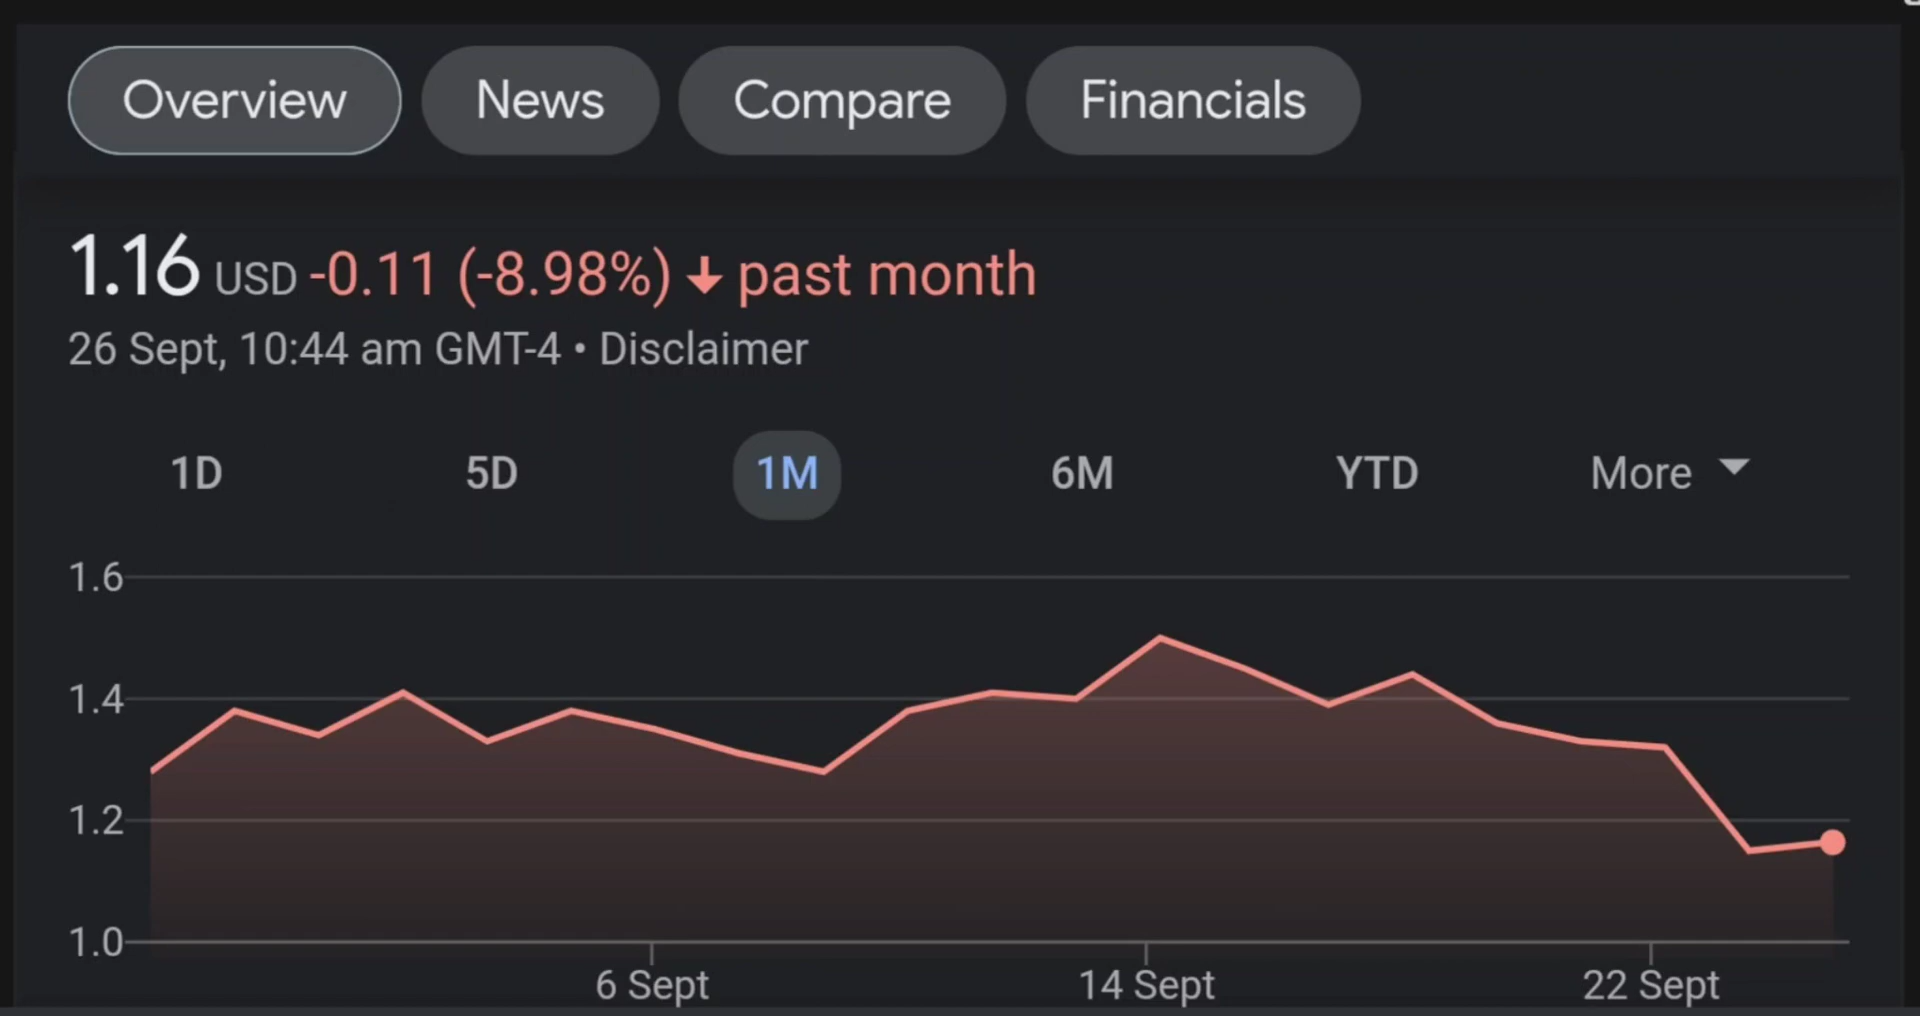 Overview News Compare Financials
1.16 USD -0.11 (-8.98%) ↓ past month
26 Sept, 10:44 am GMT-4 • Disclaimer
1D 5D 1M 6M YTD More
1.6
1.4
1.2
1.0
6 Sept 14 Sept 22 Sept